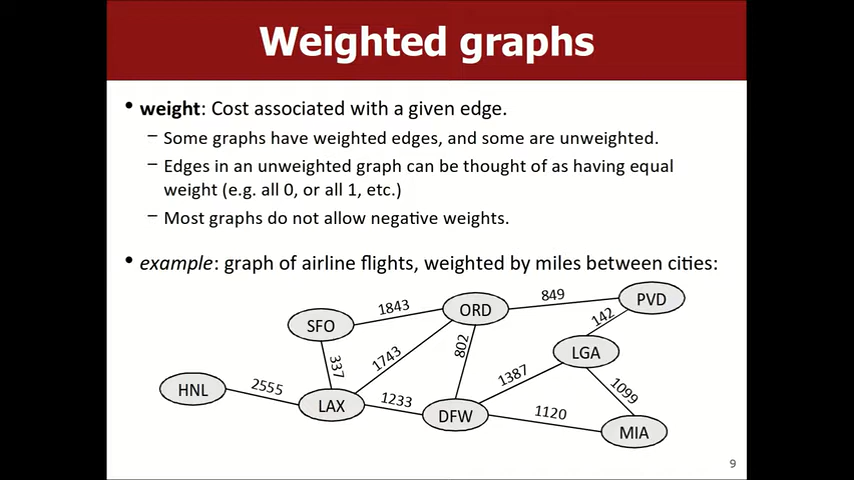 Weighted graphs
• weight: Cost associated with a given edge.
– Some graphs have weighted edges, and some are unweighted.
– Edges in an unweighted graph can be thought of as having equal
weight (e.g. all 0, or all 1, etc.)
– Most graphs do not allow negative weights.
• example: graph of airline flights, weighted by miles between cities:
PVD
849
1843
ORD
142
SFO
802
LGA
1743
337
1387
HNL
2555
1099
LAX
1233
DFW
1120
MIA
9